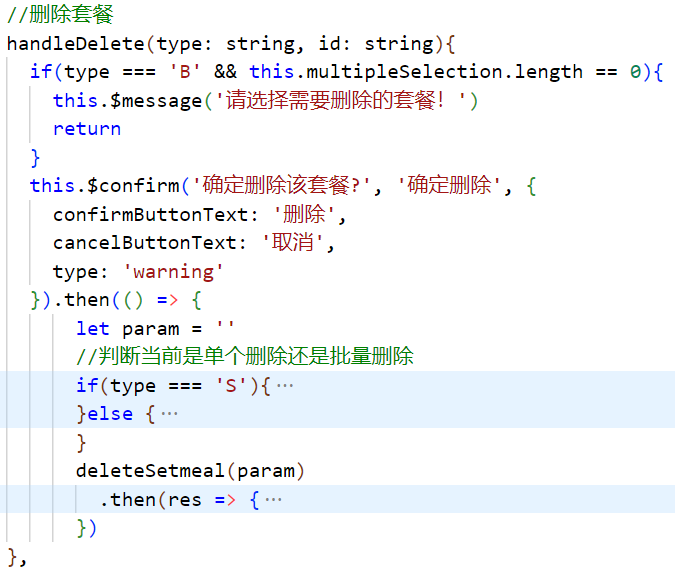 //删除套餐
handleDelete(type: string, id: string){
  if(type === 'B' && this.multipleSelection.length == 0){
    this.$message('请选择需要删除的套餐！')
    return
  }
  this.$confirm('确定删除该套餐?', '确定删除', {
    confirmButtonText: '删除',
    cancelButtonText: '取消',
    type: 'warning'
  }).then(() => {
      let param = ''
      //判断当前是单个删除还是批量删除
      if(type === 'S'){···
      }else {···
      }
      deleteSetmeal(param)
        .then(res => {···
      })
},